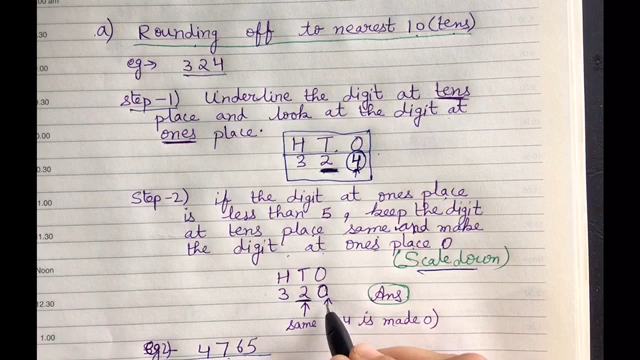 a) Rounding off to nearest 10 (tens)
eg → 324
Step-1) Underline the digit at tens
place and look at the digit at
ones place.
H T. O
3 2 4
Step-2) if the digit at ones place
is less than 5, keep the digit
at tens place same and make
the digit at ones place 0
(Scale down)
H T O
3 2 0 Ans
same 4 is made 0)
eg2)- 4765